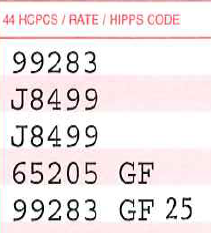 44 HCPCS / RATE / HIPPS CODE
99283
J8499
J8499
65205 GF
99283 GF 25